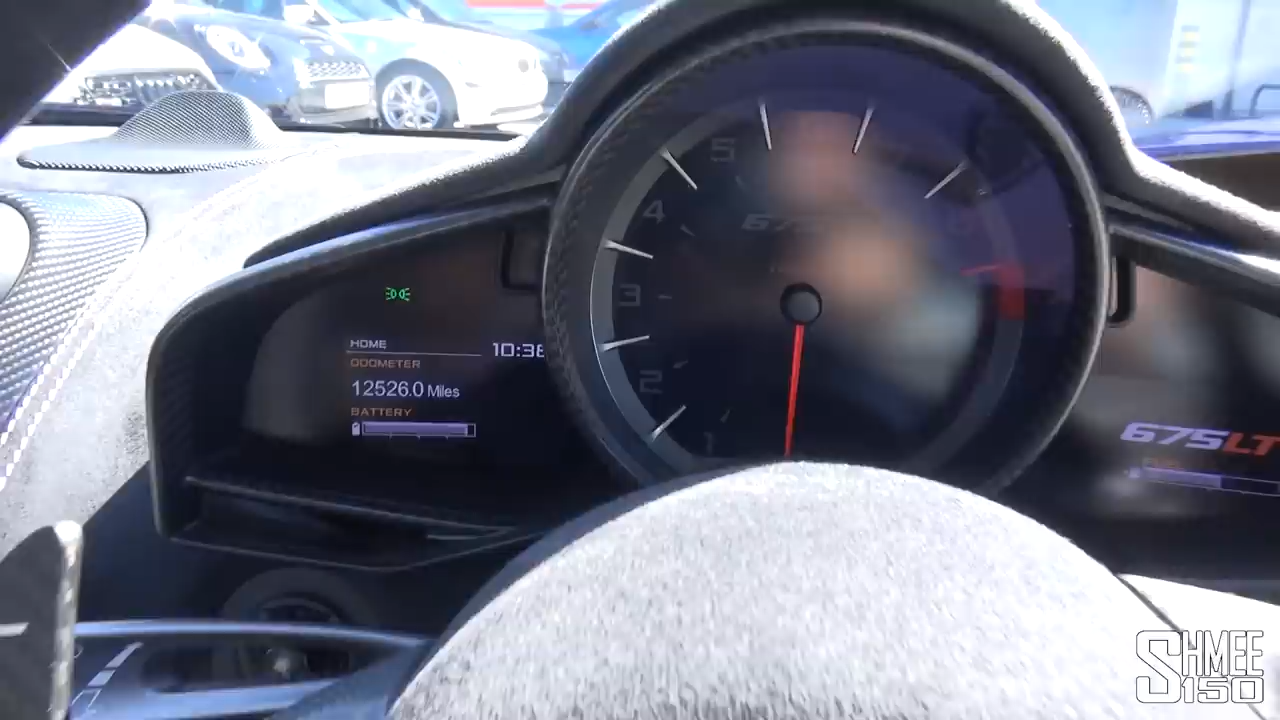 HOME
10:38
ODOMETER
12526.0 Miles
BATTERY
5
4
3
2
1
675LT
SHMEE
150